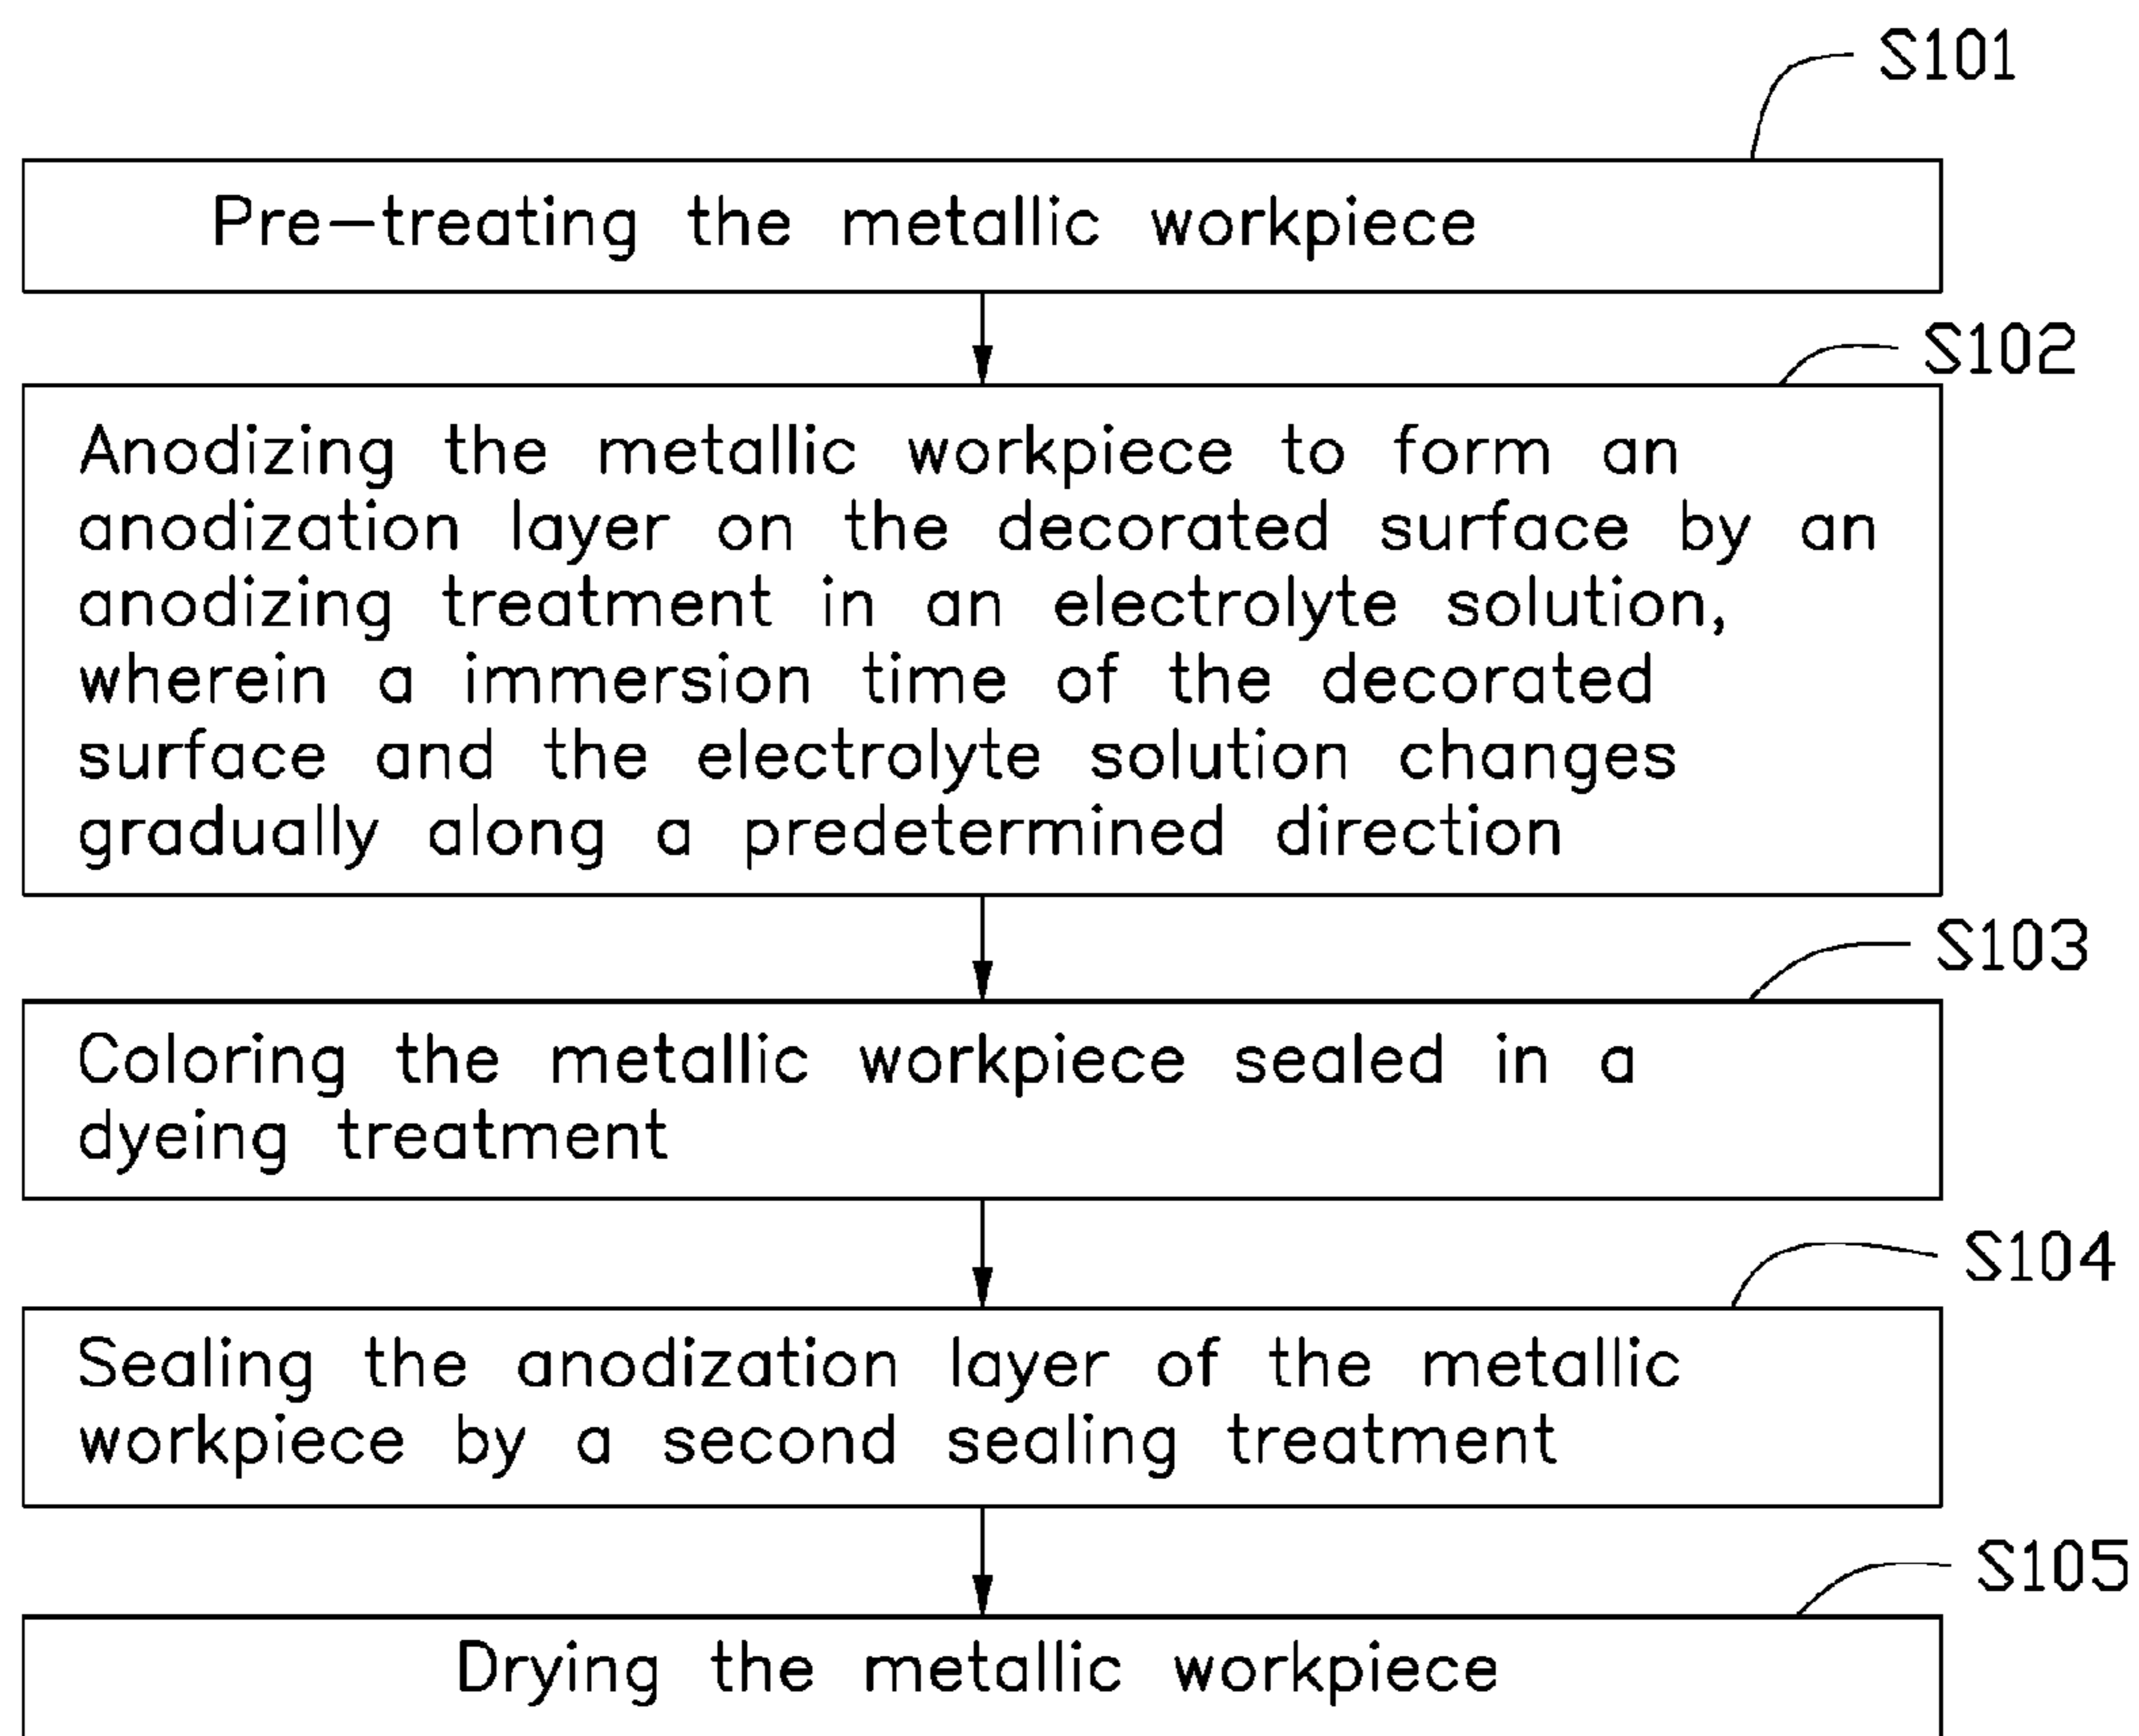 S101
Pre-treating the metallic workpiece
S102
Anodizing the metallic workpiece to form an
anodization layer on the decorated surface by an
anodizing treatment in an electrolyte solution,
wherein a immersion time of the decorated
surface and the electrolyte solution changes
gradually along a predetermined direction
S103
Coloring the metallic workpiece sealed in a
dyeing treatment
S104
Sealing the anodization layer of the metallic
workpiece by a second sealing treatment
S105
Drying the metallic workpiece